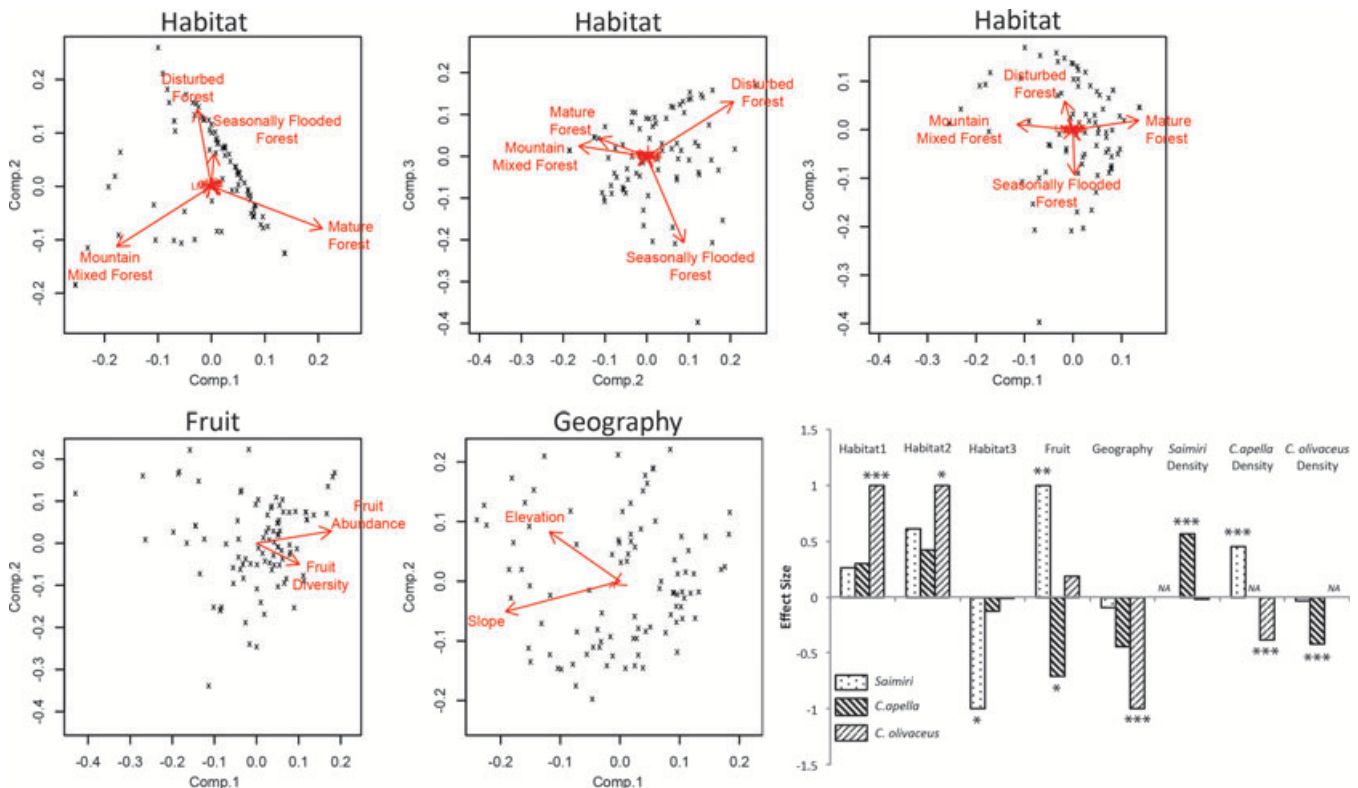 Habitat
Disturbed
Forest
Seasonally Flooded
Forest
Mature
Forest
Mountain
Mixed Forest
Comp.2
0.2
0.1
0.0
-0.1
-0.2
-0.2
-0.1
0.0
0.1
0.2
Comp.1
Habitat
Disturbed
Forest
Mature
Forest
Mountain
Mixed Forest
Seasonally Flooded
Forest
Comp.3
0.2
0.1
0.0
-0.1
-0.2
-0.3
-0.4
-0.4
-0.3
-0.2
-0.1
0.0
0.1
0.2
Comp.2
Habitat
Disturbed
Forest
Mountain
Mixed Forest
Mature
Forest
Seasonally Flooded
Forest
Comp.3
0.1
0.0
-0.1
-0.2
-0.3
-0.4
-0.4
-0.3
-0.2
-0.1
0.0
0.1
Comp.1
Fruit
Fruit
Abundance
Fruit
Diversity
Comp.2
0.2
0.1
0.0
-0.1
-0.2
-0.3
-0.4
-0.4
-0.3
-0.2
-0.1
0.0
0.1
0.2
Comp.1
Geography
Elevation
Slope
Comp.2
0.2
0.1
0.0
-0.1
-0.2
-0.2
-0.1
0.0
0.1
0.2
Comp.1
Effect Size
1.5
1
0.5
0
-0.5
-1
-1.5
Habitat1 Habitat2 Habitat3 Fruit Geography Saimiri Density C.apella Density C. olivaceus Density
*** * ** *** ***
NA NA NA
* * *** *** ***
Saimiri
C.apella
C. olivaceus